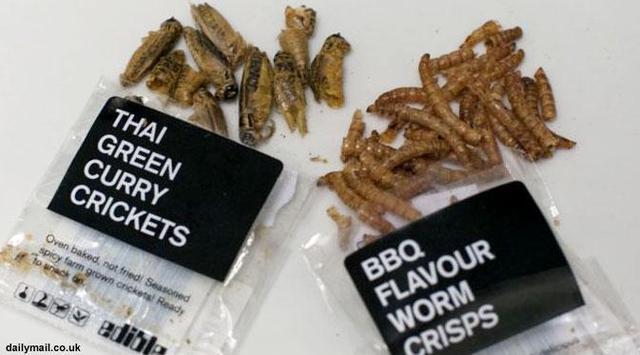 THAI
GREEN
CURRY
CRICKETS
Oven baked, not fried! Seasoned
spicy farm grown crickets! Ready
to snack on.
edible
BBQ
FLAVOUR
WORM
CRISPS
dailymail.co.uk